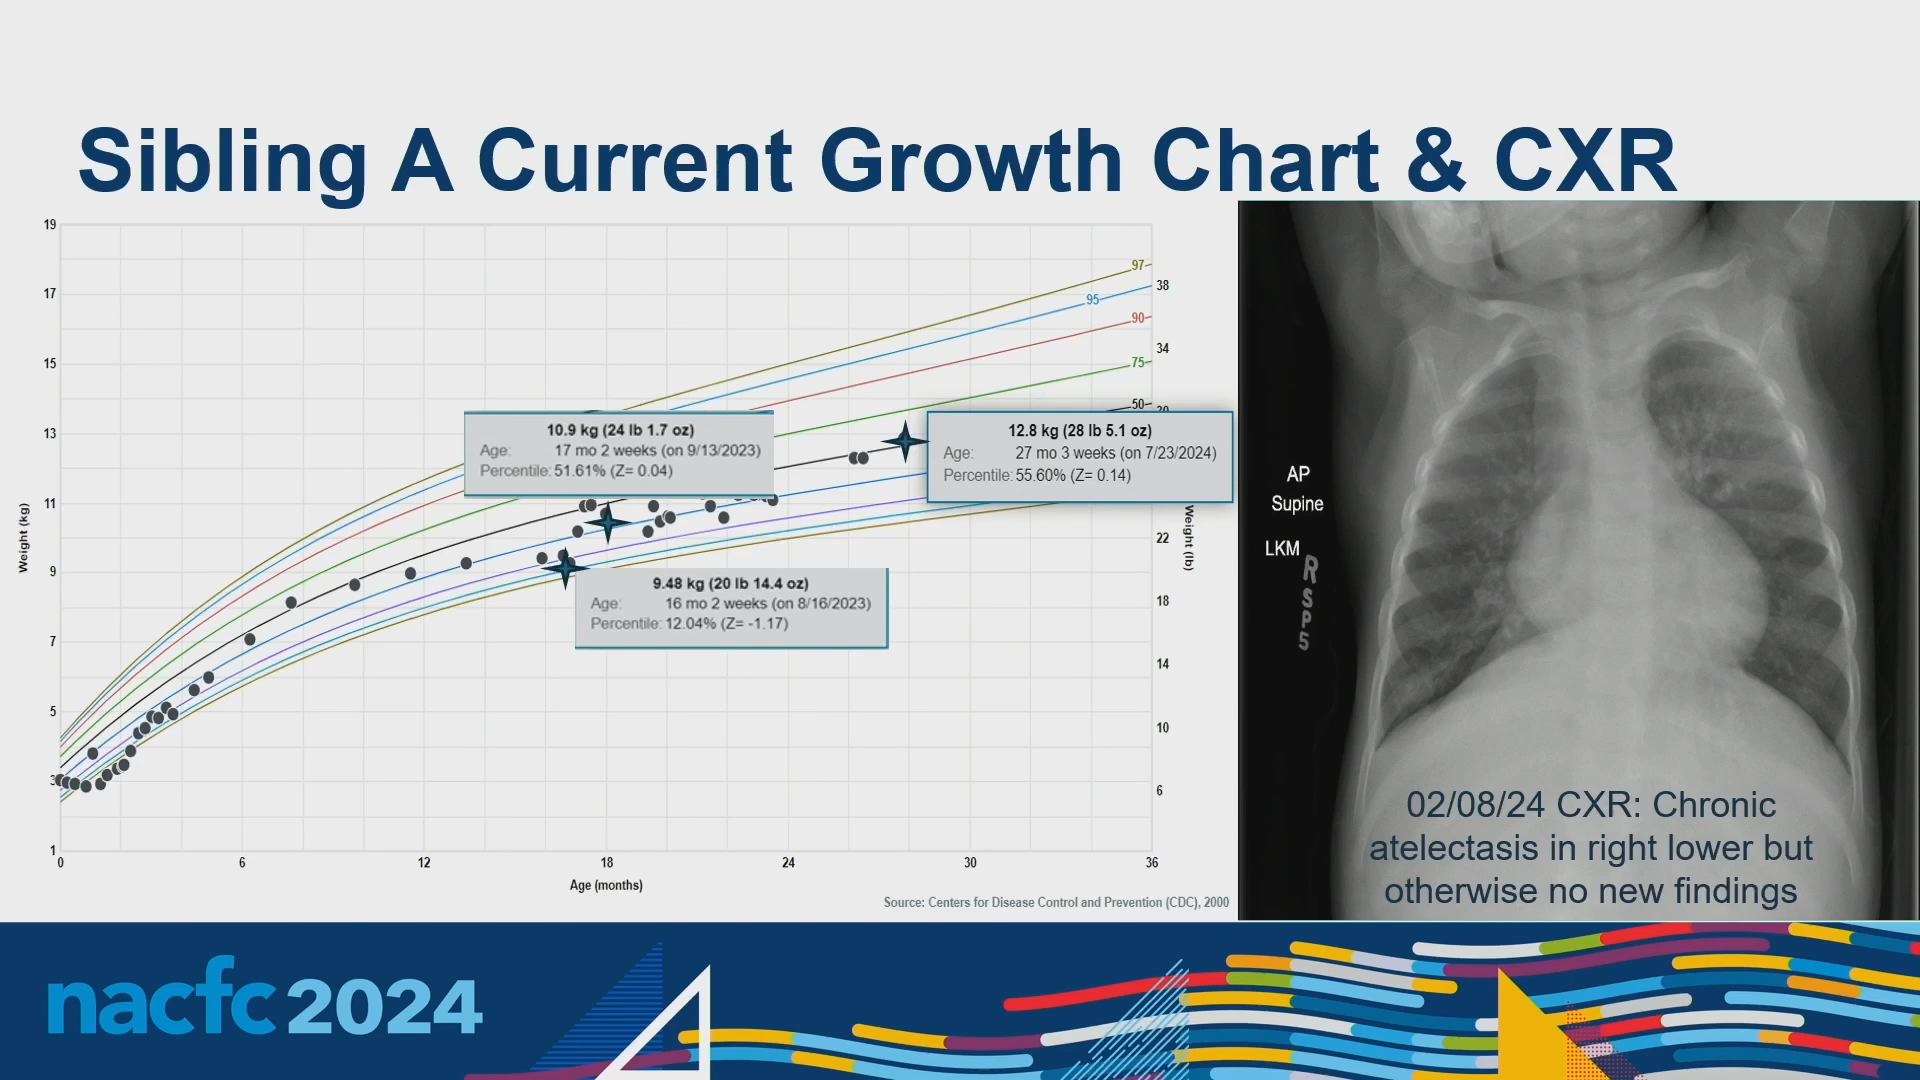 Sibling A Current Growth Chart & CXR
19
17
15
13
11
9
7
5
3
1
Weight (kg)
0
6
12
18
24
30
36
Age (months)
97
95
90
75
50
38
34
22
18
14
10
6
Weight (lb)
10.9 kg (24 lb 1.7 oz)
Age: 17 mo 2 weeks (on 9/13/2023)
Percentile: 51.61% (Z= 0.04)
12.8 kg (28 lb 5.1 oz)
Age: 27 mo 3 weeks (on 7/23/2024)
Percentile: 55.60% (Z= 0.14)
9.48 kg (20 lb 14.4 oz)
Age: 16 mo 2 weeks (on 8/16/2023)
Percentile: 12.04% (Z= -1.17)
Source: Centers for Disease Control and Prevention (CDC), 2000
AP
Supine
LKM
R
S
P
5
02/08/24 CXR: Chronic
atelectasis in right lower but
otherwise no new findings
nacfc 2024